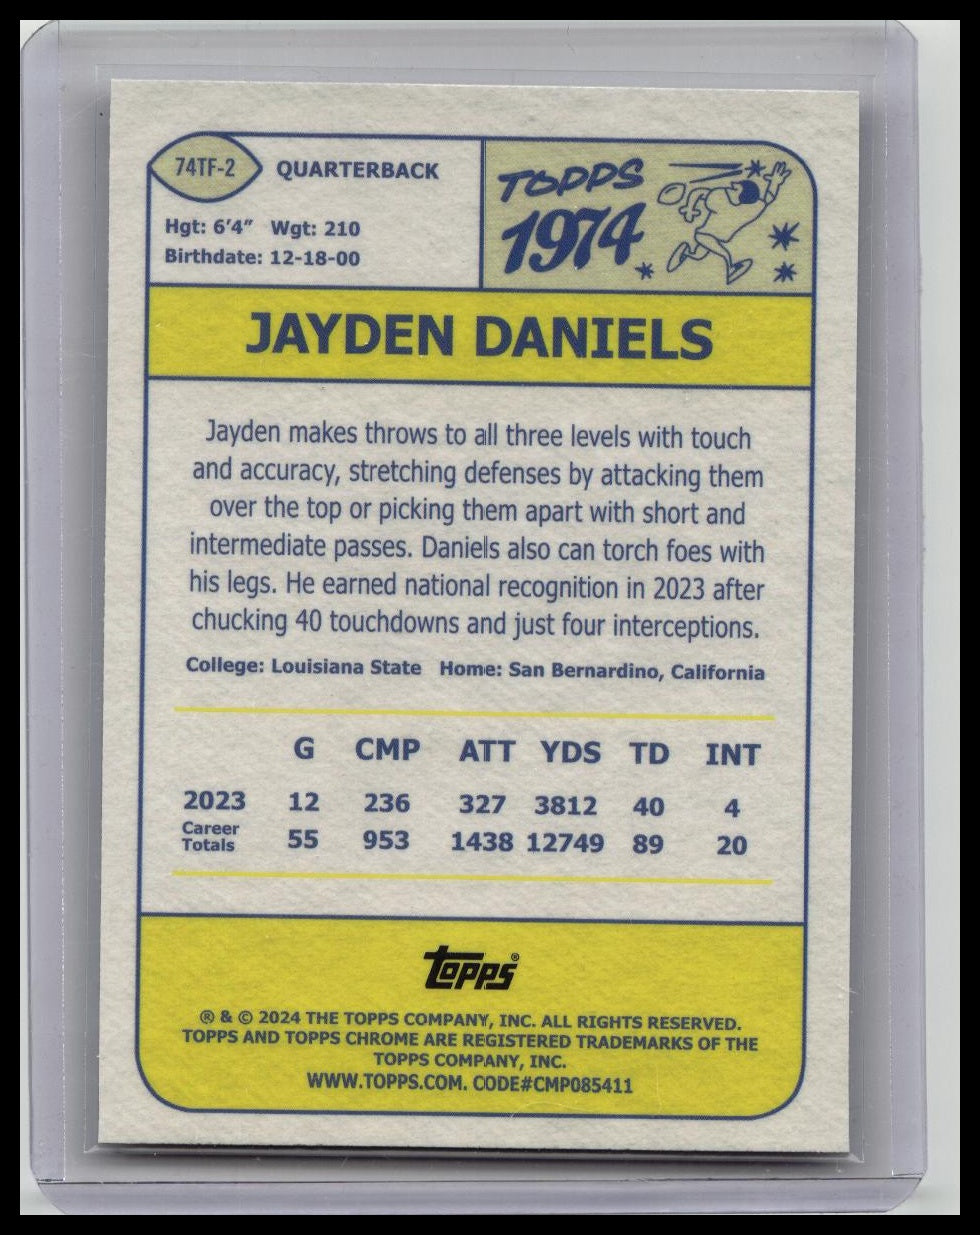 74TF-2 QUARTERBACK
Hgt: 6'4" Wgt: 210
Birthdate: 12-18-00
TOPPS
1974
JAYDEN DANIELS
Jayden makes throws to all three levels with touch
and accuracy, stretching defenses by attacking them
over the top or picking them apart with short and
intermediate passes. Daniels also can torch foes with
his legs. He earned national recognition in 2023 after
chucking 40 touchdowns and just four interceptions.
College: Louisiana State Home: San Bernardino, California
G CMP ATT YDS TD INT
2023 12 236 327 3812 40 4
Career Totals 55 953 1438 12749 89 20
Topps®
® & © 2024 THE TOPPS COMPANY, INC. ALL RIGHTS RESERVED.
TOPPS AND TOPPS CHROME ARE REGISTERED TRADEMARKS OF THE
TOPPS COMPANY, INC.
WWW.TOPPS.COM. CODE#CMP085411